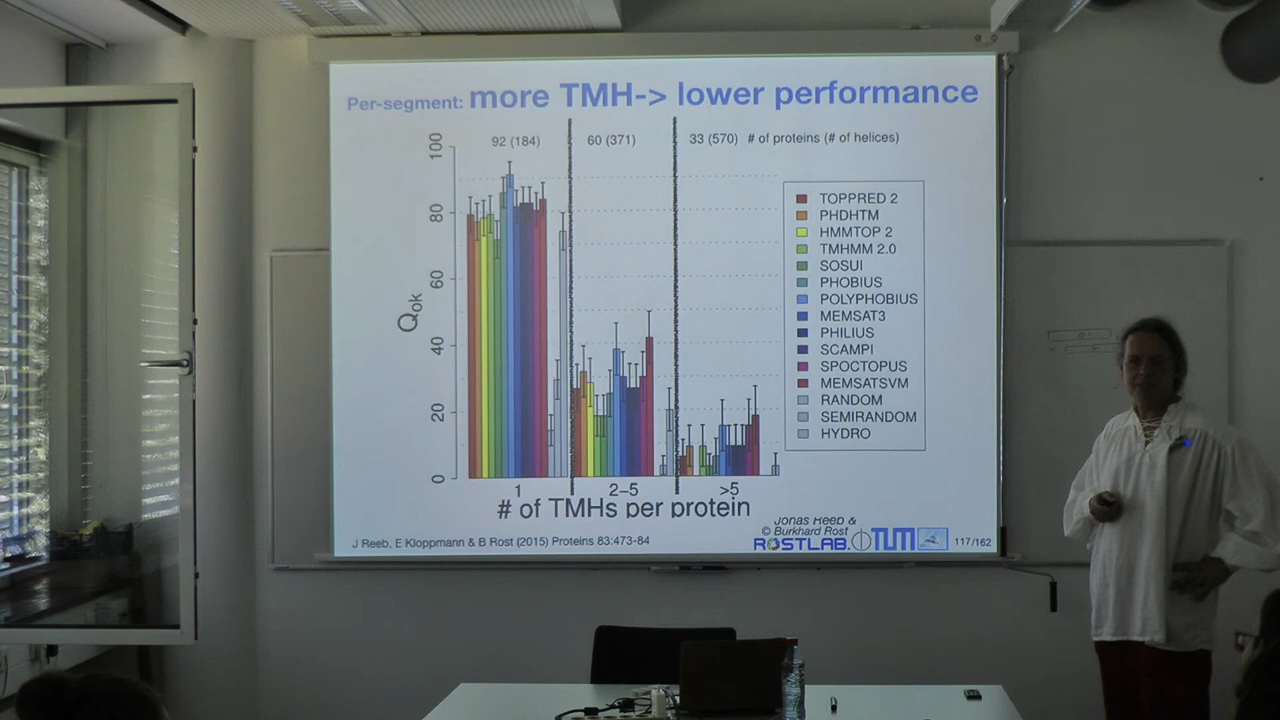 Per-segment: more TMH-> lower performance
92 (184) 60 (371) 33 (570) # of proteins (# of helices)
100
80
60
40
20
0
Qok
TOPPRED 2
PHDHTM
HMMTOP 2
TMHMM 2.0
SOSUI
PHOBIUS
POLYPHOBIUS
MEMSAT3
PHILIUS
SCAMPI
SPOCTOPUS
MEMSATSVM
RANDOM
SEMIRANDOM
HYDRO
1 2–5 >5
# of TMHs per protein
Jonas Reeb &
© Burkhard Rost
J Reeb, E Kloppmann & B Rost (2015) Proteins 83:473-84
ROSTLAB. TUM 117/162